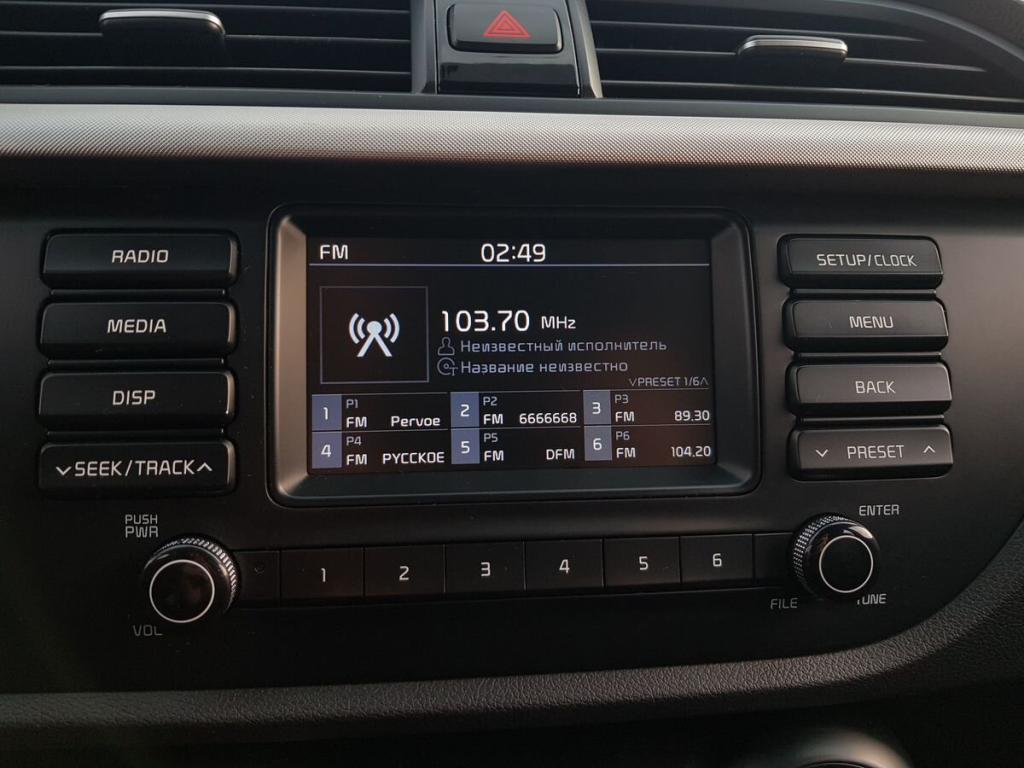 RADIO
MEDIA
DISP
SEEK/TRACK
PUSH
PWR
VOL
FM 02:49
103.70 MHz
Неизвестный исполнитель
Название неизвестно
PRESET 1/6
1 P1 FM Pervoe
2 P2 FM 6666668
3 P3 FM 89.30
4 P4 FM РУССКОЕ
5 P5 FM DFM
6 P6 FM 104.20
SETUP/CLOCK
MENU
BACK
PRESET
ENTER
FILE
TUNE
1 2 3 4 5 6